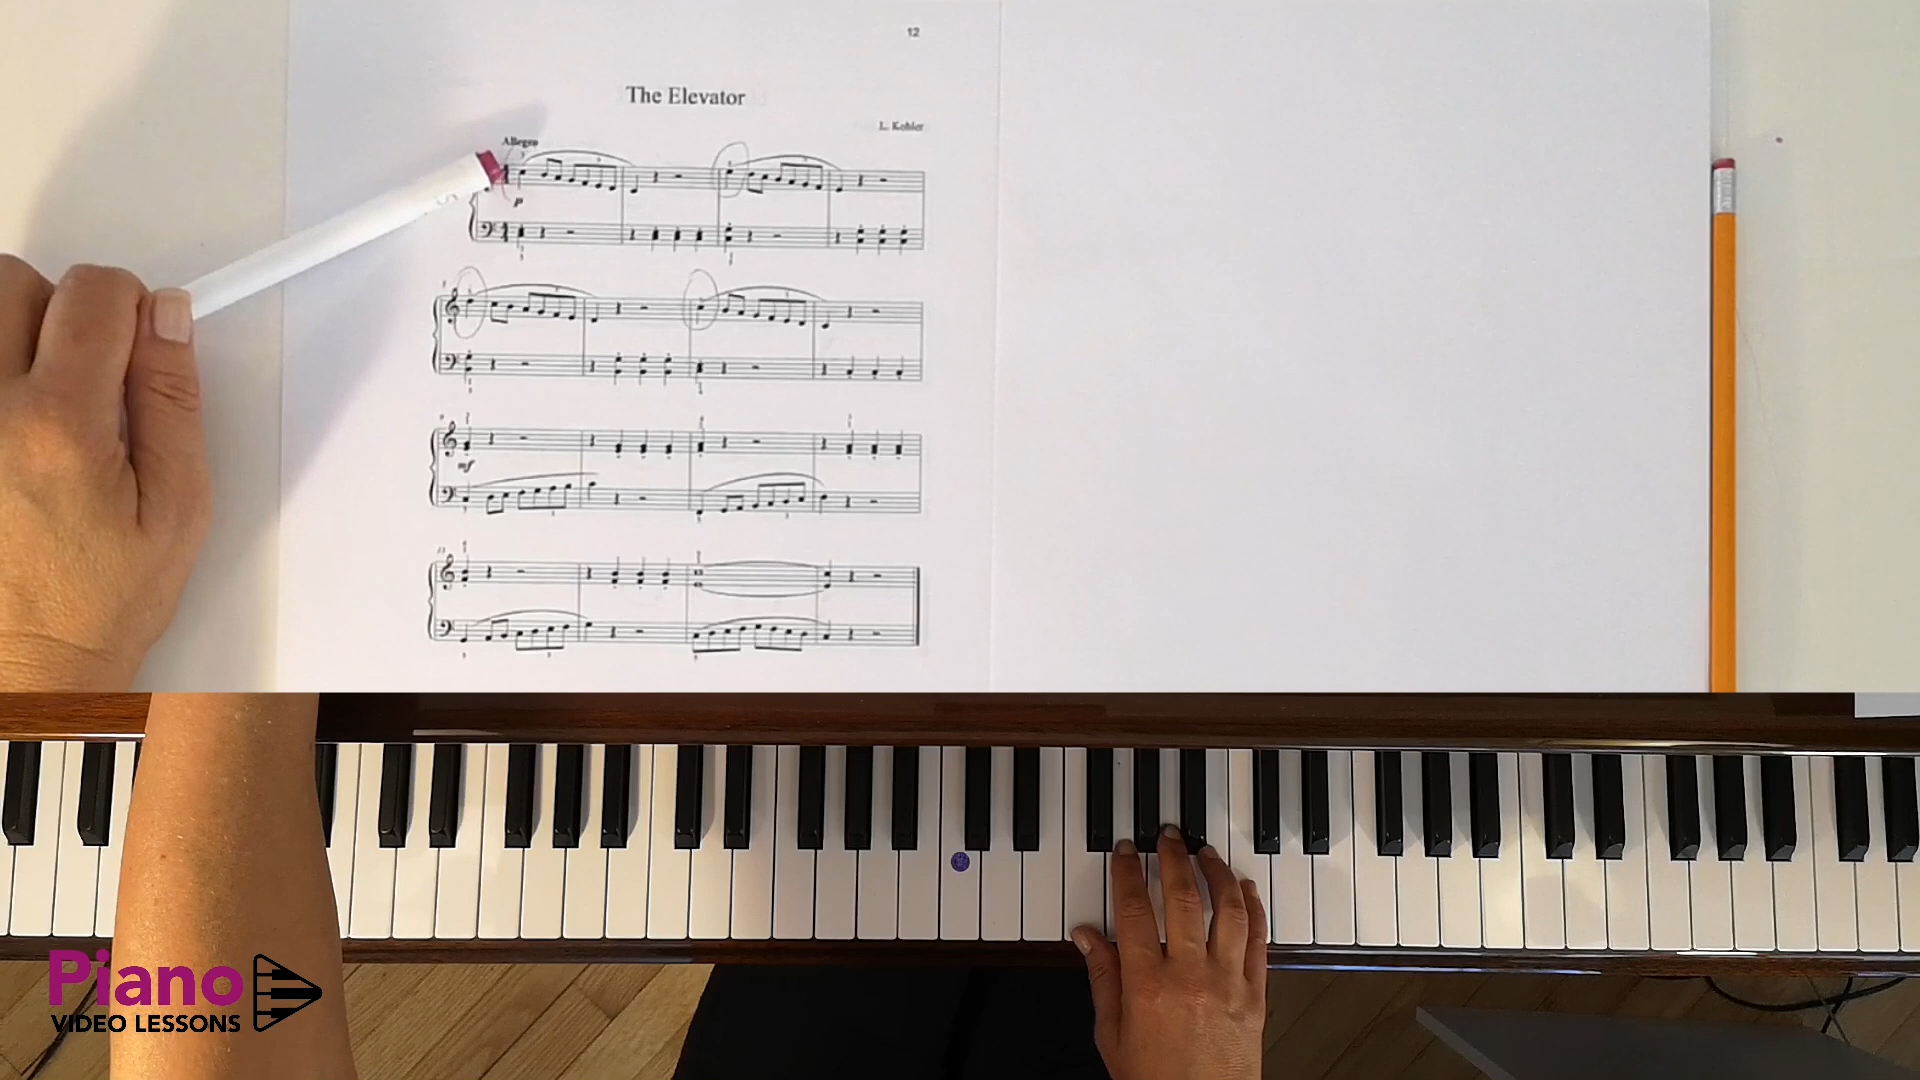 12
The Elevator
L. Kohler
Allegro
p
mf
Piano
VIDEO LESSONS